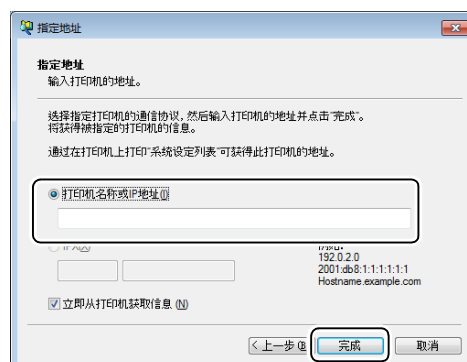 指定地址
指定地址
输入打印机的地址。
选择指定打印机的通信协议, 然后输入打印机的地址并点击"完成"。
将获得被指定的打印机的信息。
通过在打印机上打印"系统设定列表"可获得此打印机的地址。
打印机名称或IP地址(I)
192.0.2.0
2001:db8:1:1:1:1:1:1
Hostname.example.com
立即从打印机获取信息 (N)
< 上一步(B)
完成
取消